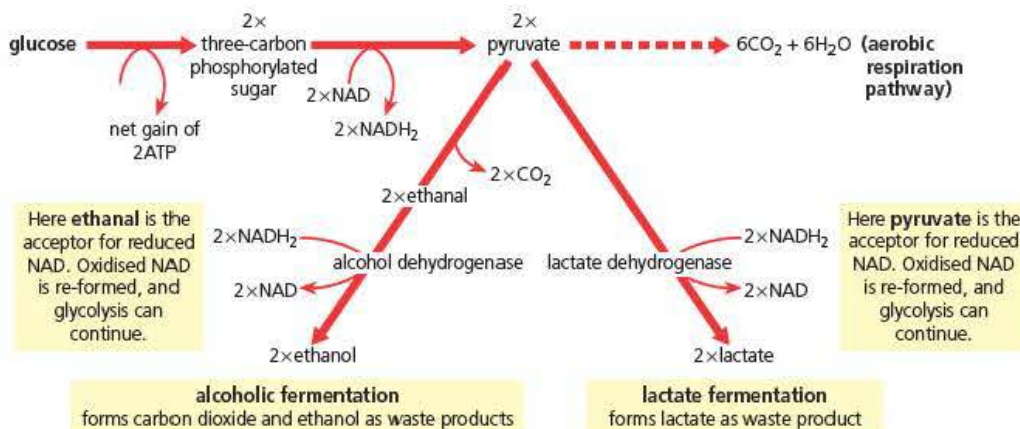 2×
three-carbon
phosphorylated
sugar
glucose
2×
pyruvate
6CO₂ + 6H₂O (aerobic
respiration
pathway)
net gain of
2ATP
2×NAD
2×NADH₂
2×CO₂
2×ethanal
Here ethanal is the
acceptor for reduced
NAD. Oxidised NAD
is re-formed, and
glycolysis can
continue.
2×NADH₂
alcohol dehydrogenase
2×NAD
2×ethanol
lactate dehydrogenase
2×NADH₂
2×NAD
2×lactate
Here pyruvate is the
acceptor for reduced
NAD. Oxidised NAD
is re-formed, and
glycolysis can
continue.
alcoholic fermentation
forms carbon dioxide and ethanol as waste products
lactate fermentation
forms lactate as waste product